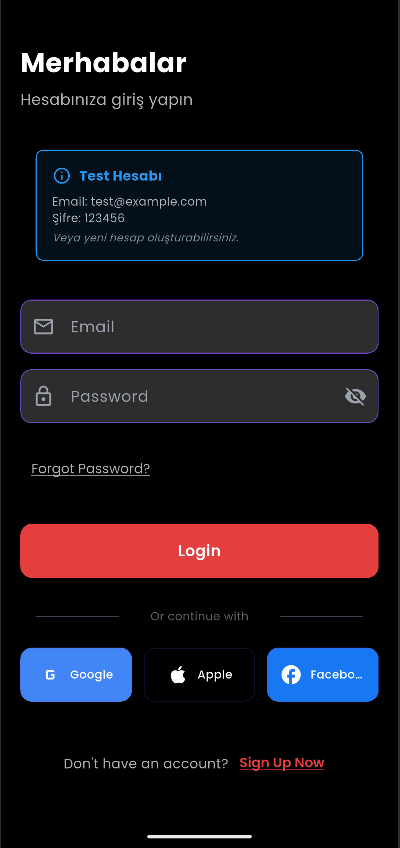 Merhabalar
Hesabınıza giriş yapın
Test Hesabı
Email: test@example.com
Şifre: 123456
Veya yeni hesap oluşturabilirsiniz.
Email
Password
Forgot Password?
Login
Or continue with
G Google
Apple
Facebo...
Don't have an account? Sign Up Now